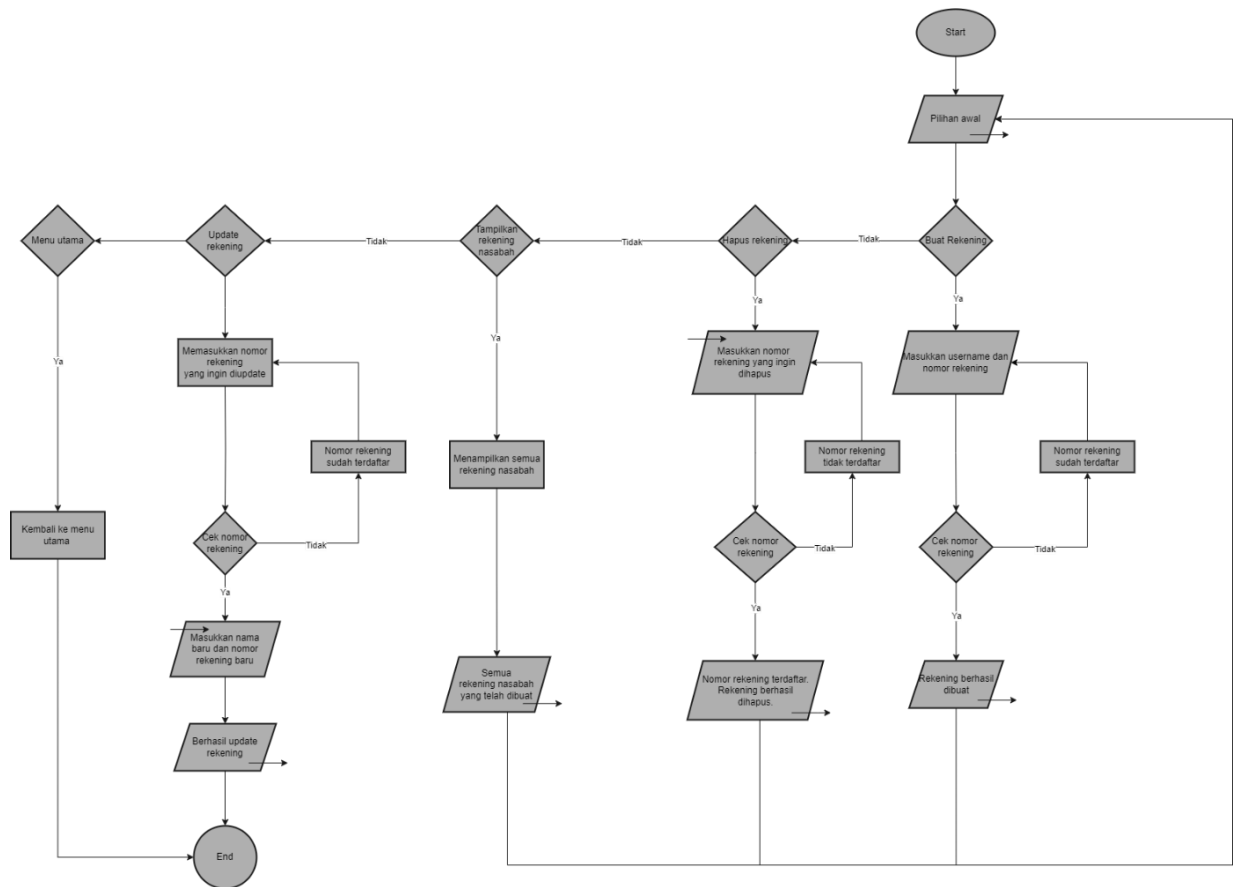 Start
Pilihan awal
Menu utama
Update
rekening
Tidak
Tampilkan
rekening
nasabah
Tidak
Hapus rekening
Tidak
Buat Rekening
Ya
Ya
Ya
Ya
Memasukkan nomor
rekening
yang ingin diupdate
Masukkan nomor
rekening yang ingin
dihapus
Masukkan username dan
nomor rekening
Nomor rekening
sudah terdaftar
Menampilkan semua
rekening nasabah
Nomor rekening
tidak terdaftar
Nomor rekening
sudah terdaftar
Kembali ke menu
utama
Cek nomor
rekening
Tidak
Cek nomor
rekening
Tidak
Cek nomor
rekening
Tidak
Ya
Ya
Ya
Masukkan nama
baru dan nomor
rekening baru
Semua
rekening nasabah
yang telah dibuat
Nomor rekening terdaftar.
Rekening berhasil
dihapus.
Rekening berhasil
dibuat
Berhasil update
rekening
End